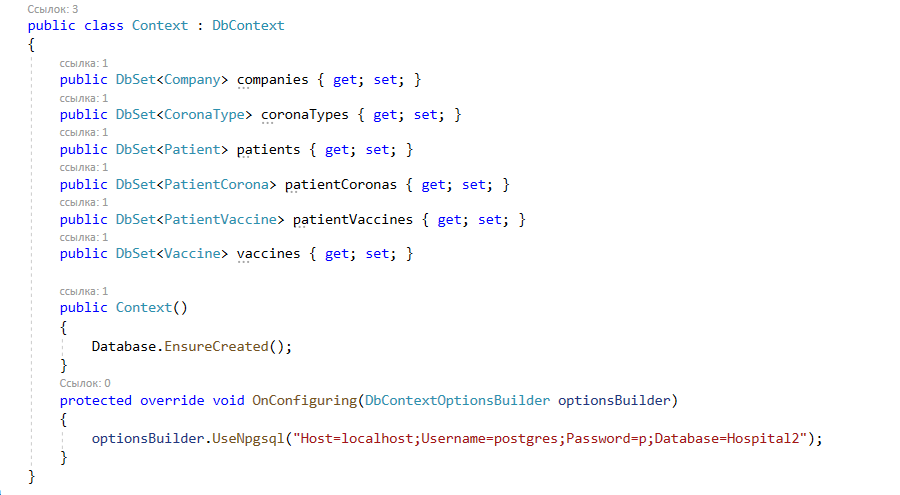 Ссылок: 3
public class Context : DbContext
{
ссылка: 1
public DbSet<Company> companies { get; set; }
ссылка: 1
public DbSet<CoronaType> coronaTypes { get; set; }
ссылка: 1
public DbSet<Patient> patients { get; set; }
ссылка: 1
public DbSet<PatientCorona> patientCoronas { get; set; }
ссылка: 1
public DbSet<PatientVaccine> patientVaccines { get; set; }
ссылка: 1
public DbSet<Vaccine> vaccines { get; set; }
ссылка: 1
public Context()
{
Database.EnsureCreated();
}
Ссылок: 0
protected override void OnConfiguring(DbContextOptionsBuilder optionsBuilder)
{
optionsBuilder.UseNpgsql("Host=localhost;Username=postgres;Password=p;Database=Hospital2");
}
}